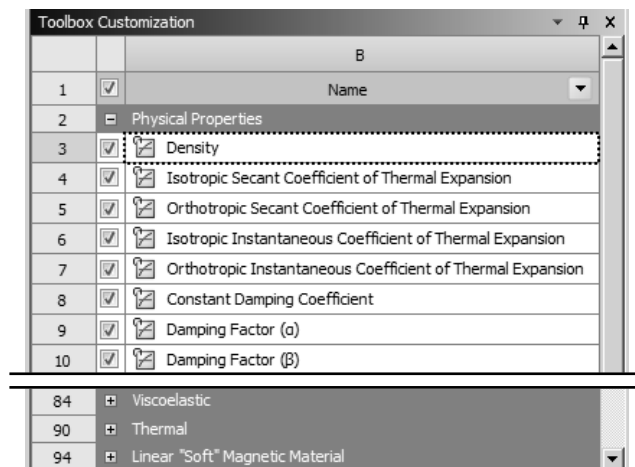 Toolbox Customization
B
1 Name
2 Physical Properties
3 Density
4 Isotropic Secant Coefficient of Thermal Expansion
5 Orthotropic Secant Coefficient of Thermal Expansion
6 Isotropic Instantaneous Coefficient of Thermal Expansion
7 Orthotropic Instantaneous Coefficient of Thermal Expansion
8 Constant Damping Coefficient
9 Damping Factor (α)
10 Damping Factor (β)
84 Viscoelastic
90 Thermal
94 Linear "Soft" Magnetic Material